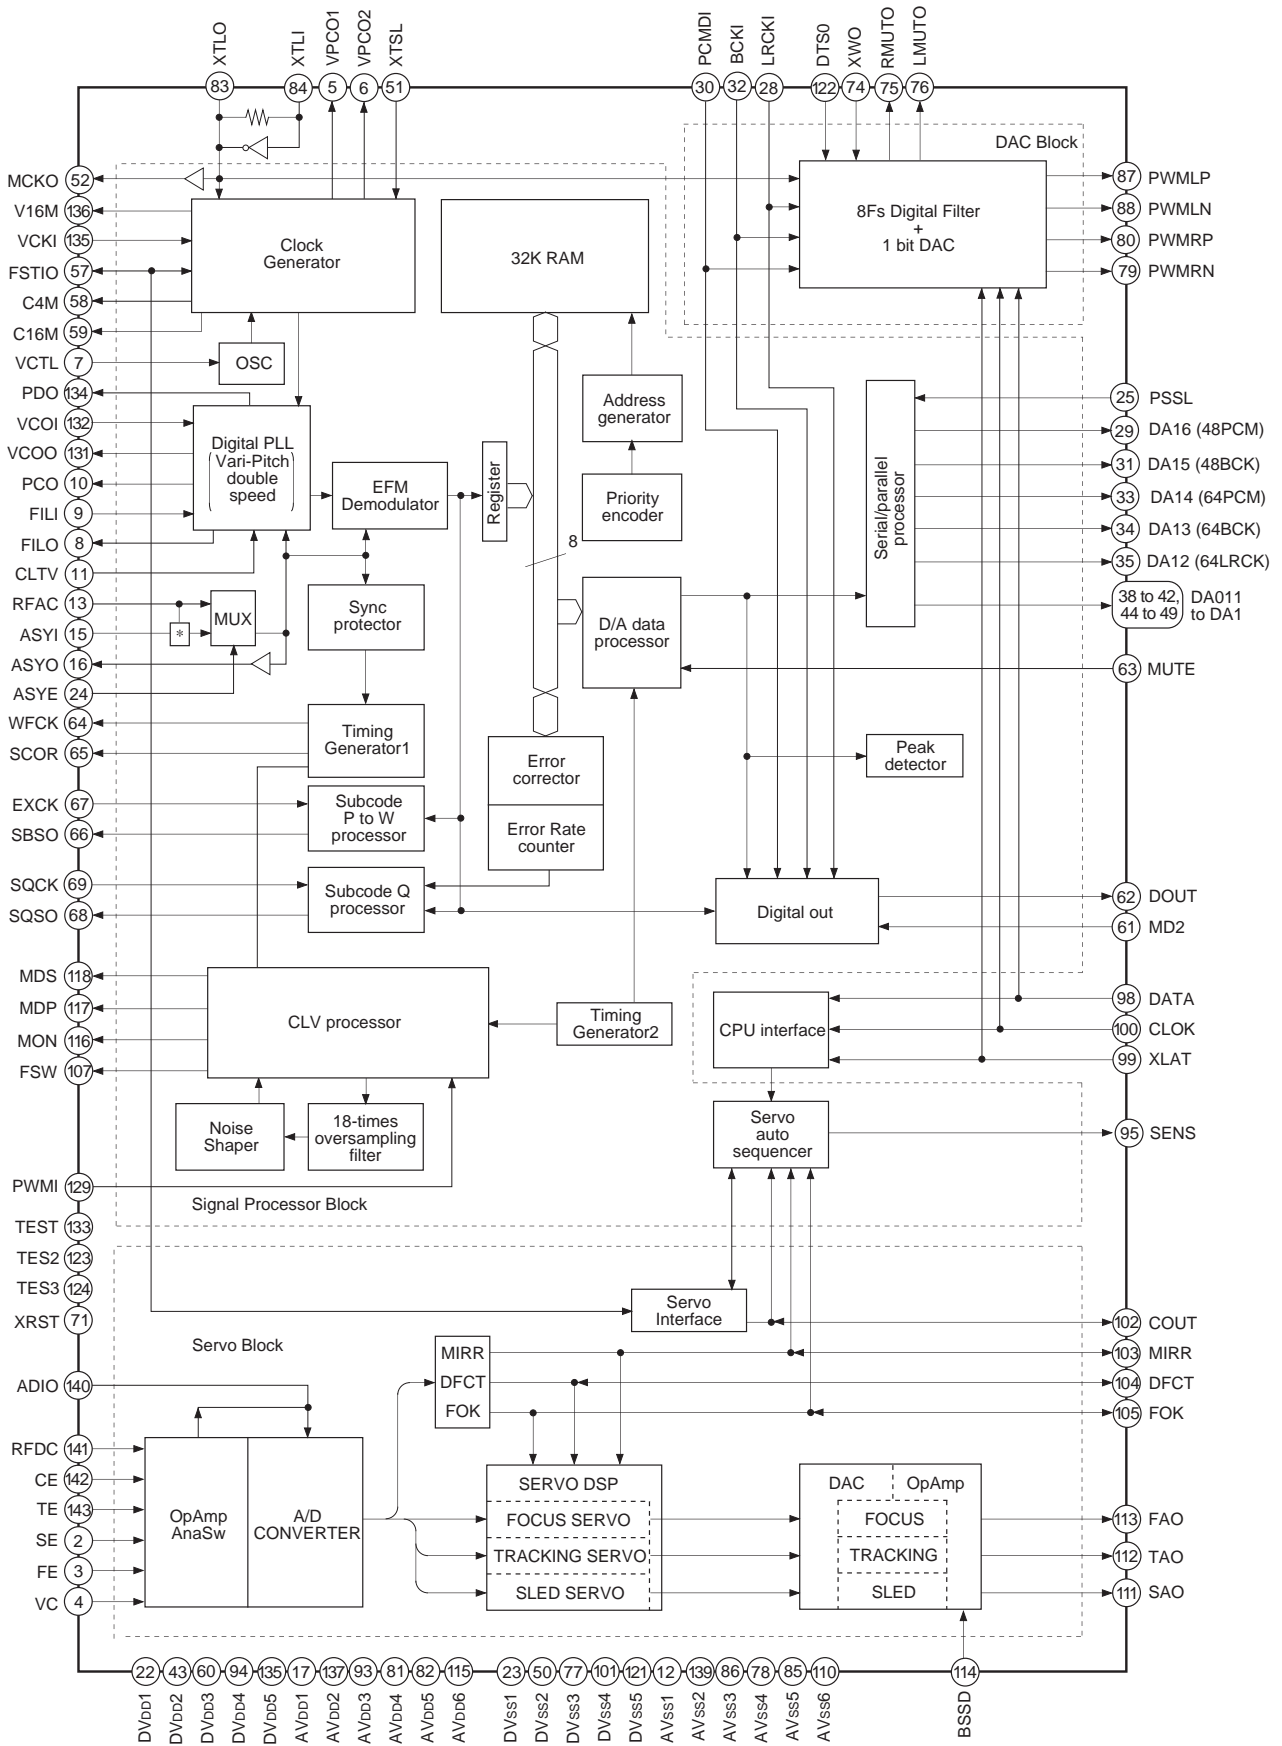 XTLO
XTLI
VPCO1
VPCO2
XTSL
PCMDI
BCKI
LRCKI
DTS0
XWO
RMUTO
LMUTO
83
84
5
6
51
30
32
28
122
74
75
76
DAC Block
MCKO 52
V16M 136
VCKI 135
FSTIO 57
C4M 58
C16M 59
VCTL 7
PDO 134
VCOI 132
VCOO 131
PCO 10
FILI 9
FILO 8
CLTV 11
RFAC 13
ASYI 15
ASYO 16
ASYE 24
WFCK 64
SCOR 65
EXCK 67
SBSO 66
SQCK 69
SQSO 68
MDS 118
MDP 117
MON 116
FSW 107
PWMI 129
TEST 133
TES2 123
TES3 124
XRST 71
ADIO 140
RFDC 141
CE 142
TE 143
SE 2
FE 3
VC 4
Clock
Generator
32K RAM
8Fs Digital Filter
+
1 bit DAC
OSC
Address
generator
Digital PLL
Vari-Pitch
double
speed
EFM
Demodulator
Register
Priority
encoder
8
Serial/parallel
processor
MUX
*
Sync
protector
D/A data
processor
Timing
Generator1
Error
corrector
Error Rate
counter
Peak
detector
Subcode
P to W
processor
Subcode Q
processor
Digital out
CLV processor
Timing
Generator2
CPU interface
Noise
Shaper
18-times
oversampling
filter
Servo
auto
sequencer
Signal Processor Block
Servo
Interface
Servo Block
MIRR
DFCT
FOK
OpAmp
AnaSw
A/D
CONVERTER
SERVO DSP
FOCUS SERVO
TRACKING SERVO
SLED SERVO
DAC
OpAmp
FOCUS
TRACKING
SLED
87 PWMLP
88 PWMLN
80 PWMRP
79 PWMRN
25 PSSL
29 DA16 (48PCM)
31 DA15 (48BCK)
33 DA14 (64PCM)
34 DA13 (64BCK)
35 DA12 (64LRCK)
38 to 42, DA011
44 to 49 to DA1
63 MUTE
62 DOUT
61 MD2
98 DATA
100 CLOK
99 XLAT
95 SENS
102 COUT
103 MIRR
104 DFCT
105 FOK
113 FAO
112 TAO
111 SAO
22
43
60
94
135
17
137
93
81
82
115
23
50
77
101
121
12
139
86
78
85
110
114
DVDD1
DVDD2
DVDD3
DVDD4
DVDD5
AVDD1
AVDD2
AVDD3
AVDD4
AVDD5
AVDD6
DVSS1
DVSS2
DVSS3
DVSS4
DVSS5
AVSS1
AVSS2
AVSS3
AVSS4
AVSS5
AVSS6
BSSD